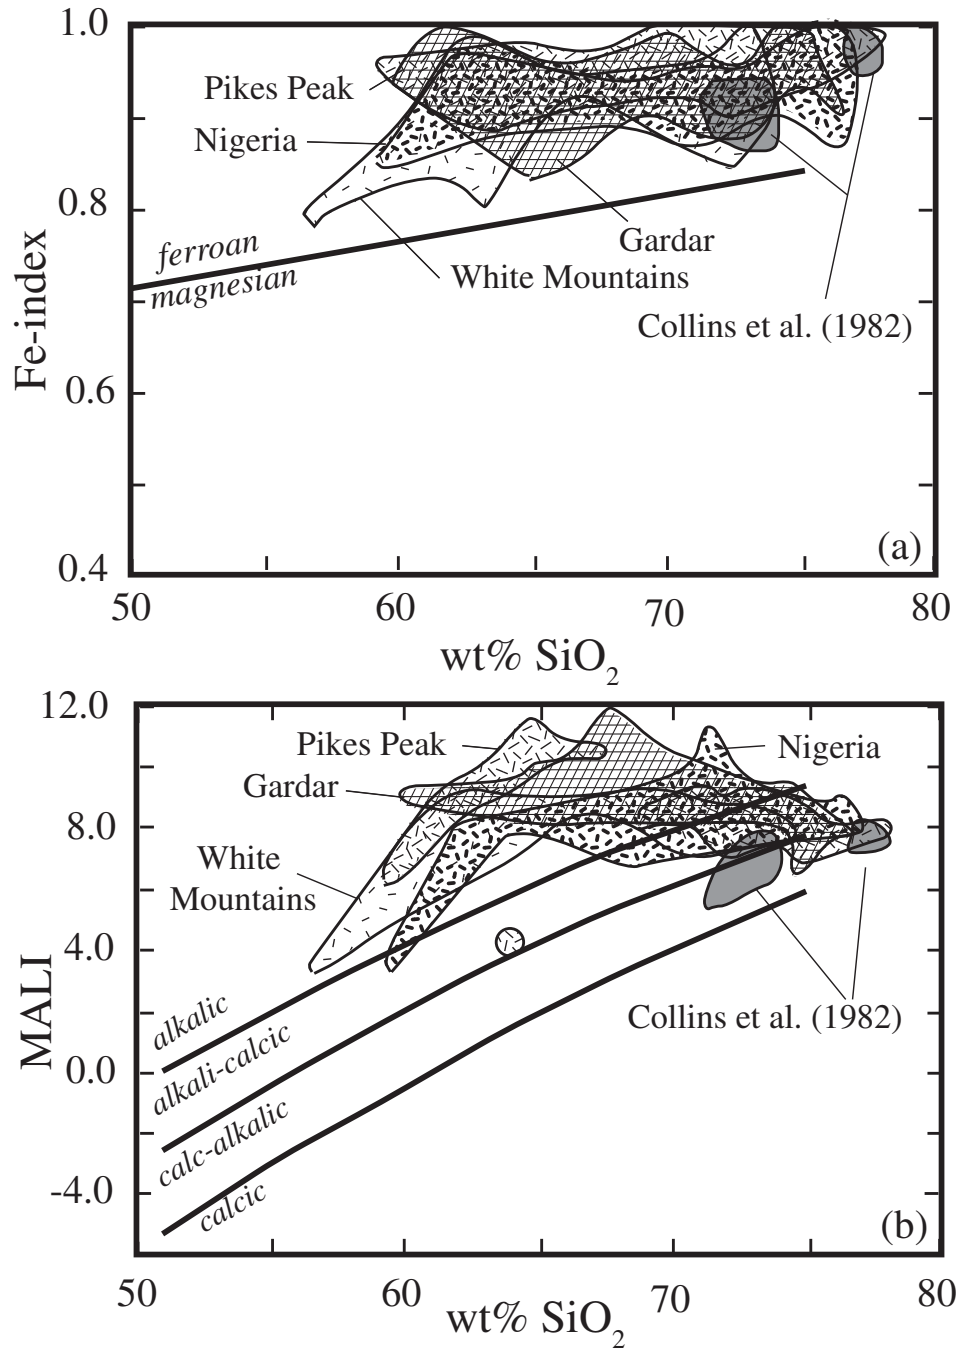 1.0
Pikes Peak
Nigeria
0.8
ferroan
magnesian
Gardar
White Mountains
Collins et al. (1982)
Fe-index
0.6
(a)
0.4
50
60
70
80
wt% SiO2
12.0
Pikes Peak
Nigeria
Gardar
8.0
White
Mountains
4.0
MALI
Collins et al. (1982)
alkalic
alkali-calcic
0.0
calc-alkalic
-4.0
calcic
(b)
50
60
70
80
wt% SiO2